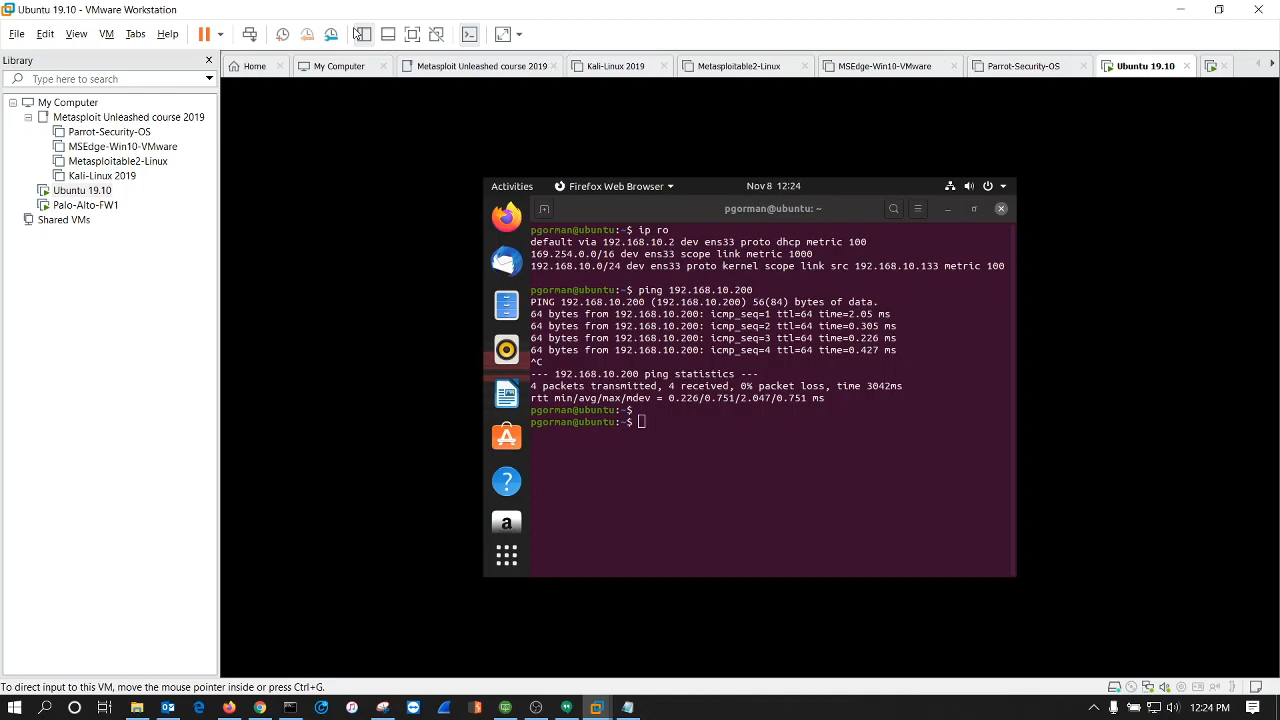 Ubuntu 19.10 - VMware Workstation
File Edit View VM Tabs Help
Library
Type here to search
Home
My Computer
Metasploit Unleashed course 2019
Kali-Linux 2019
Metasploitable2-Linux
MSEdge-Win10-VMware
Parrot-Security-OS
Ubuntu 19.10
My Computer
Metasploit Unleashed course 2019
Parrot-Security-OS
MSEdge-Win10-VMware
Metasploitable2-Linux
Kali-Linux 2019
Ubuntu 19.10
Palo-Alto-FW1
Shared VMs
Activities Firefox Web Browser Nov 8 12:24
pgorman@ubuntu: ~
pgorman@ubuntu:~$ ip ro
default via 192.168.10.2 dev ens33 proto dhcp metric 100
169.254.0.0/16 dev ens33 scope link metric 1000
192.168.10.0/24 dev ens33 proto kernel scope link src 192.168.10.133 metric 100
pgorman@ubuntu:~$ ping 192.168.10.200
PING 192.168.10.200 (192.168.10.200) 56(84) bytes of data.
64 bytes from 192.168.10.200: icmp_seq=1 ttl=64 time=2.05 ms
64 bytes from 192.168.10.200: icmp_seq=2 ttl=64 time=0.305 ms
64 bytes from 192.168.10.200: icmp_seq=3 ttl=64 time=0.226 ms
64 bytes from 192.168.10.200: icmp_seq=4 ttl=64 time=0.427 ms
^C
--- 192.168.10.200 ping statistics ---
4 packets transmitted, 4 received, 0% packet loss, time 3042ms
rtt min/avg/max/mdev = 0.226/0.751/2.047/0.751 ms
pgorman@ubuntu:~$
pgorman@ubuntu:~$
To direct input to this VM, move the mouse pointer inside or press Ctrl+G.
12:24 PM